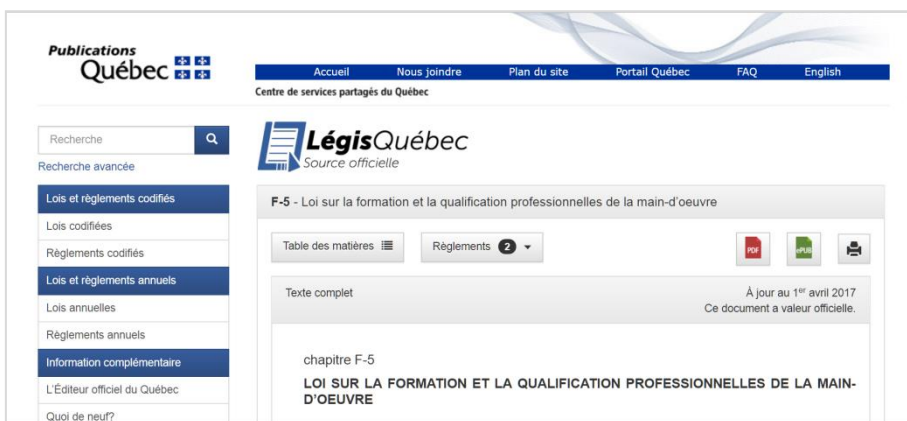 Publications
Québec
Accueil Nous joindre Plan du site Portail Québec FAQ English
Centre de services partagés du Québec
Recherche
Recherche avancée
Lois et règlements codifiés
Lois codifiées
Règlements codifiés
Lois et règlements annuels
Lois annuelles
Règlements annuels
Information complémentaire
L'Éditeur officiel du Québec
Quoi de neuf?
LégisQuébec
Source officielle
F-5 - Loi sur la formation et la qualification professionnelles de la main-d'oeuvre
Table des matières Règlements 2 PDF ePUB
Texte complet À jour au 1er avril 2017
Ce document a valeur officielle.
chapitre F-5
LOI SUR LA FORMATION ET LA QUALIFICATION PROFESSIONNELLES DE LA MAIN-
D'OEUVRE